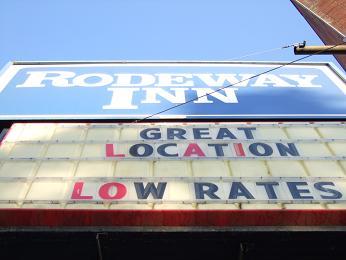 RODEWAY
INN
GREAT
LOCATION
LOW RATES